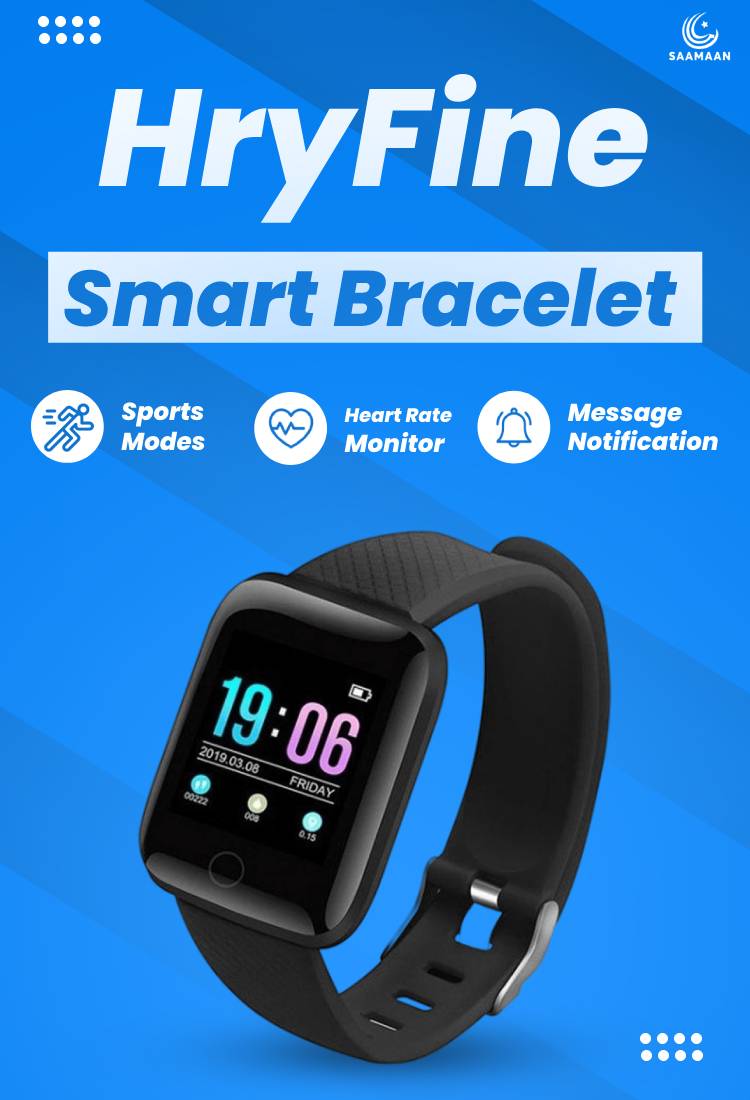 SAAMAAN
HryFine
Smart Bracelet
Sports
Modes
Heart Rate
Monitor
Message
Notification
19:06
2019.03.08
FRIDAY
00222
008
0.15